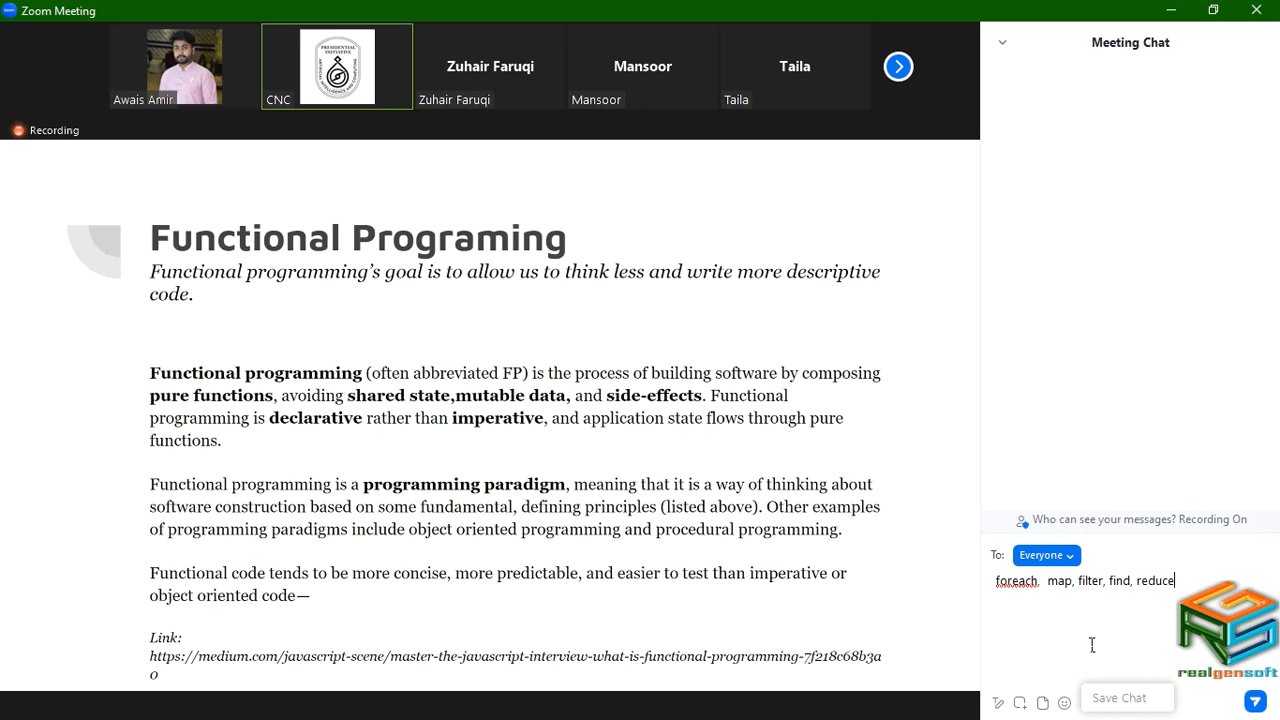 Zoom Meeting
Meeting Chat
PRESIDENTIAL
INITIATIVE
Zuhair Faruqi
Mansoor
Taila
Awais Amir
CNC
Zuhair Faruqi
Mansoor
Taila
Recording
Functional Programing
Functional programming's goal is to allow us to think less and write more descriptive
code.
Functional programming (often abbreviated FP) is the process of building software by composing
pure functions, avoiding shared state,mutable data, and side-effects. Functional
programming is declarative rather than imperative, and application state flows through pure
functions.
Functional programming is a programming paradigm, meaning that it is a way of thinking about
software construction based on some fundamental, defining principles (listed above). Other examples
of programming paradigms include object oriented programming and procedural programming.
Functional code tends to be more concise, more predictable, and easier to test than imperative or
object oriented code—
Link:
https://medium.com/javascript-scene/master-the-javascript-interview-what-is-functional-programming-7f218c68b3a
0
Who can see your messages? Recording On
To: Everyone
foreach, map, filter, find, reduce
realgensoft
Save Chat